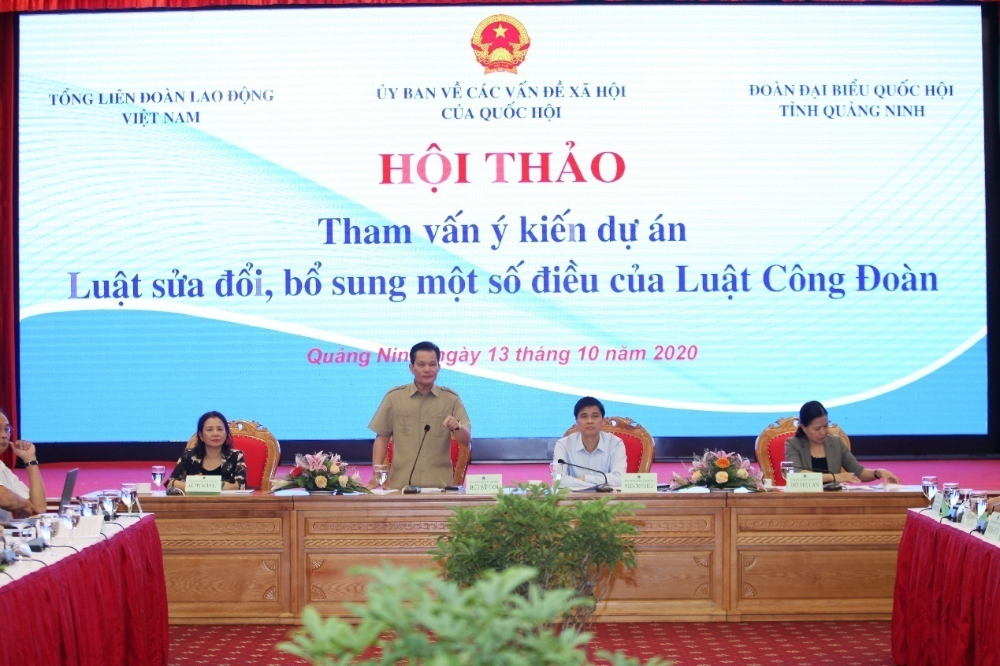 TỔNG LIÊN ĐOÀN LAO ĐỘNG
VIỆT NAM
ỦY BAN VỀ CÁC VẤN ĐỀ XÃ HỘI
CỦA QUỐC HỘI
ĐOÀN ĐẠI BIỂU QUỐC HỘI
TỈNH QUẢNG NINH
HỘI THẢO
Tham vấn ý kiến dự án
Luật sửa đổi, bổ sung một số điều của Luật Công Đoàn
Quảng Nin ngày 13 tháng 10 năm 2020
BÙI SỸ LỢI
ĐỖ THỊ LAN